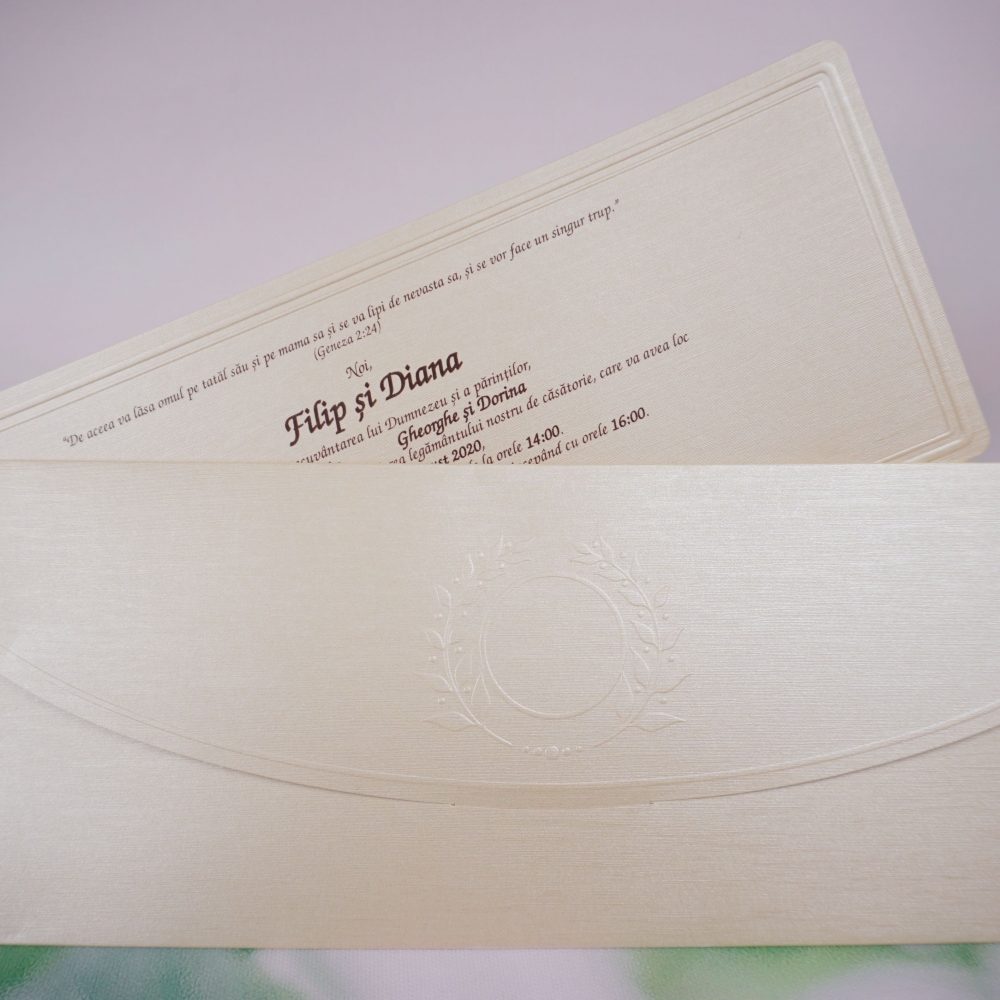 "De aceea va lăsa omul pe tatăl său și pe mama sa și se va lipi de nevasta sa, și se vor face un singur trup."
(Geneza 2:24)
Noi,
Filip și Diana
lui Dumnezeu și a părinților,
Gheorghe și Dorina
legământului nostru de căsătorie, care va avea loc
2020,
la orele 14:00.
cu orele 16:00.